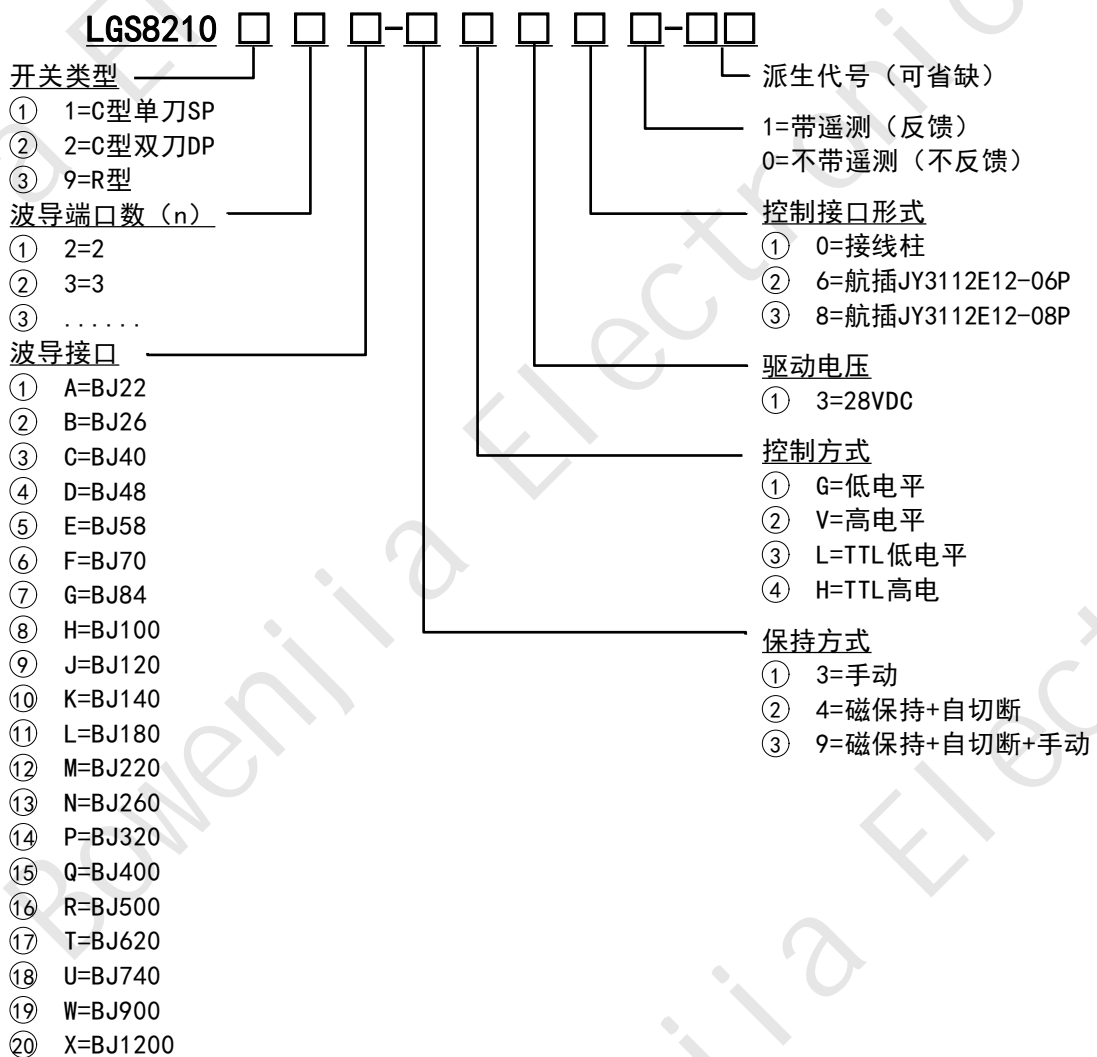 LGS8210 □ □ □-□ □ □ □ □-□□
开关类型
① 1=C型单刀SP
② 2=C型双刀DP
③ 9=R型
波导端口数（n）
① 2=2
② 3=3
③ ......
波导接口
① A=BJ22
② B=BJ26
③ C=BJ40
④ D=BJ48
⑤ E=BJ58
⑥ F=BJ70
⑦ G=BJ84
⑧ H=BJ100
⑨ J=BJ120
⑩ K=BJ140
⑪ L=BJ180
⑫ M=BJ220
⑬ N=BJ260
⑭ P=BJ320
⑮ Q=BJ400
⑯ R=BJ500
⑰ T=BJ620
⑱ U=BJ740
⑲ W=BJ900
⑳ X=BJ1200
派生代号（可省缺）
1=带遥测（反馈）
0=不带遥测（不反馈）
控制接口形式
① 0=接线柱
② 6=航插JY3112E12-06P
③ 8=航插JY3112E12-08P
驱动电压
① 3=28VDC
控制方式
① G=低电平
② V=高电平
③ L=TTL低电平
④ H=TTL高电
保持方式
① 3=手动
② 4=磁保持+自切断
③ 9=磁保持+自切断+手动
Bowenjia Electronic